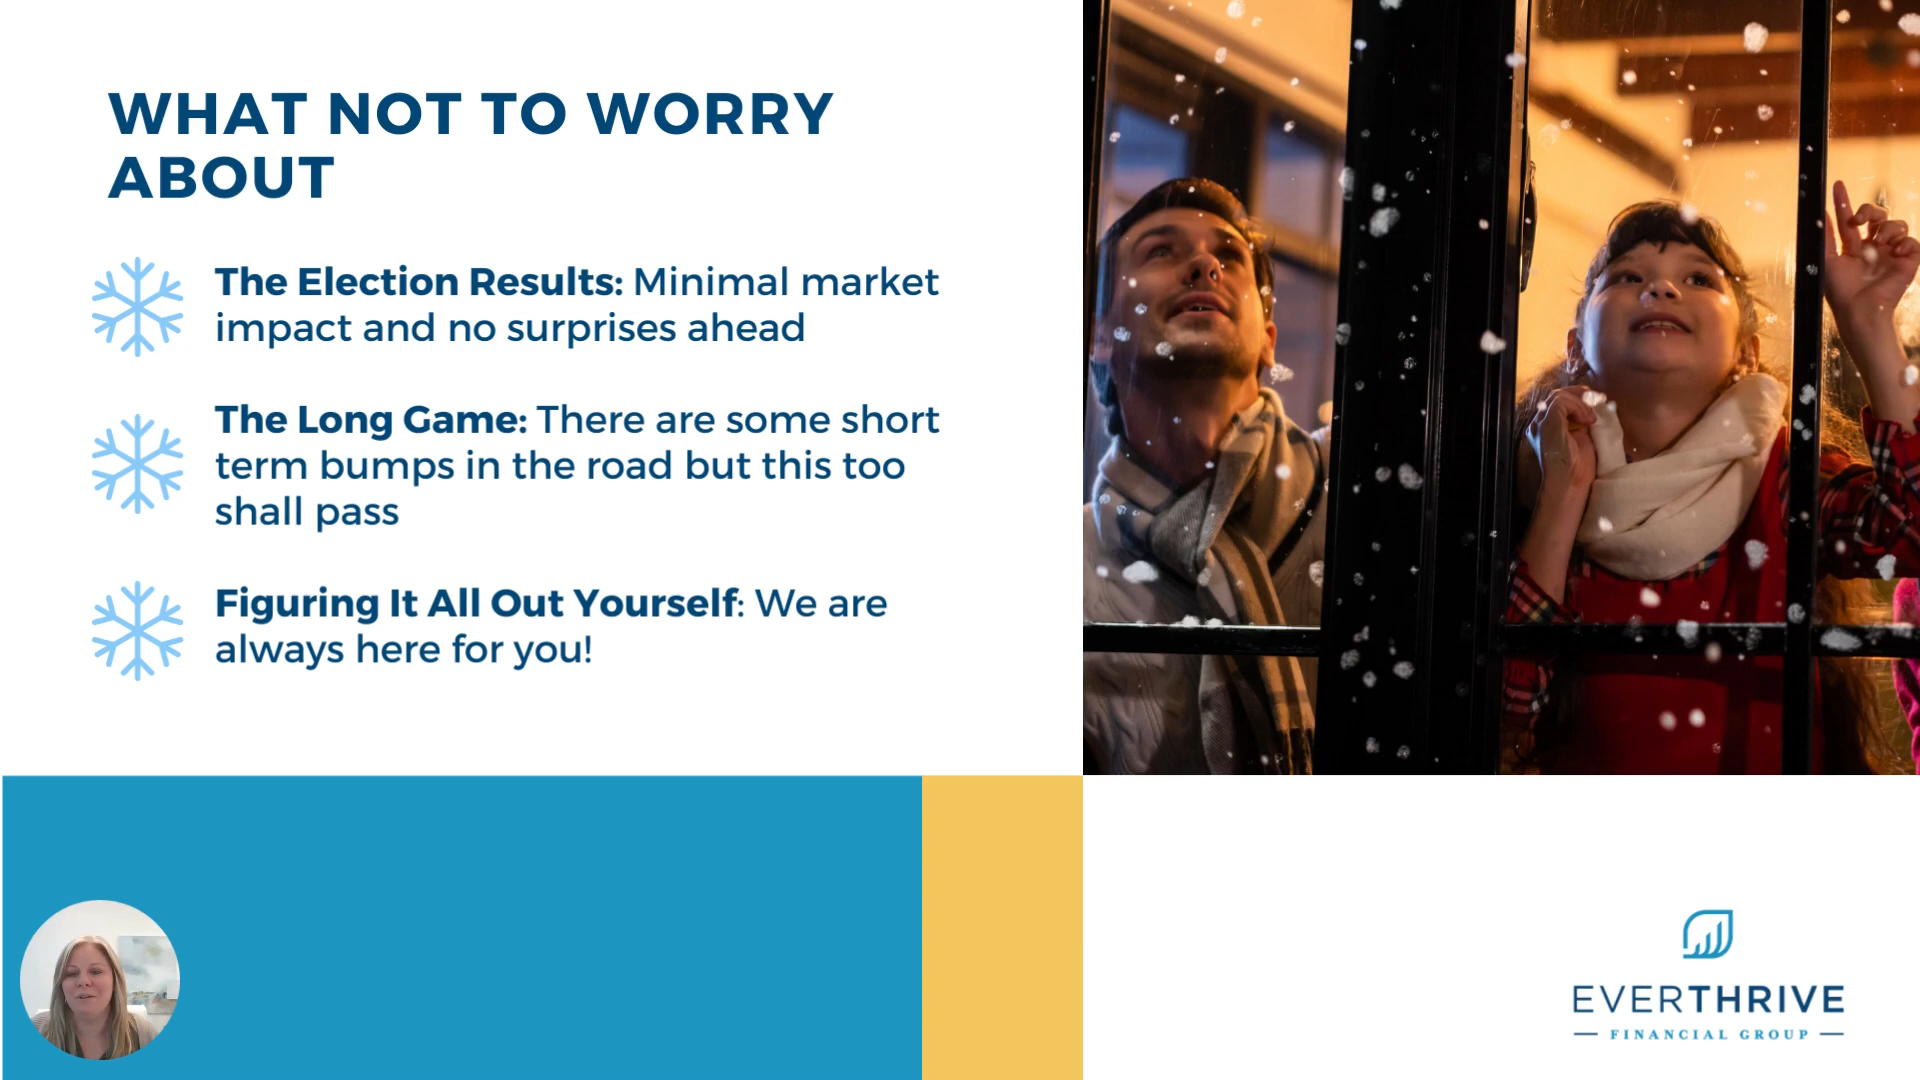 WHAT NOT TO WORRY
ABOUT
The Election Results: Minimal market
impact and no surprises ahead
The Long Game: There are some short
term bumps in the road but this too
shall pass
Figuring It All Out Yourself: We are
always here for you!
EVERTHRIVE
FINANCIAL GROUP